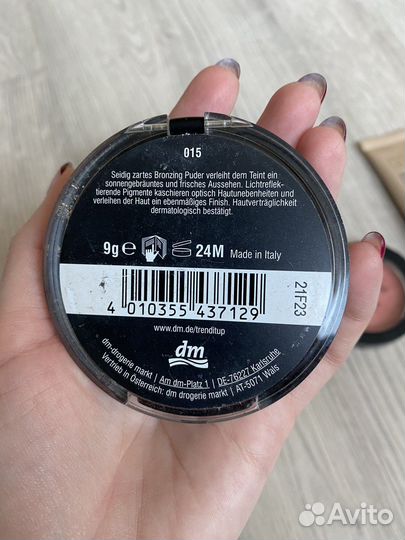 015
Seidig zartes Bronzing Puder verleiht dem Teint ein
sonnengebräuntes und frisches Aussehen. Lichtreflek-
tierende Pigmente kaschieren optisch Hautunebenheiten und
verleihen der Haut ein ebenmäßiges Finish. Hautverträglichkeit
dermatologisch bestätigt.
9g e 24M Made in Italy
21F23
4 010355 437129
www.dm.de/trenditup
dm
dm-drogerie markt | Am dm-Platz 1 | DE-76227 Karlsruhe
Vertrieb in Österreich: dm drogerie markt | AT-5071 Wals
Avito